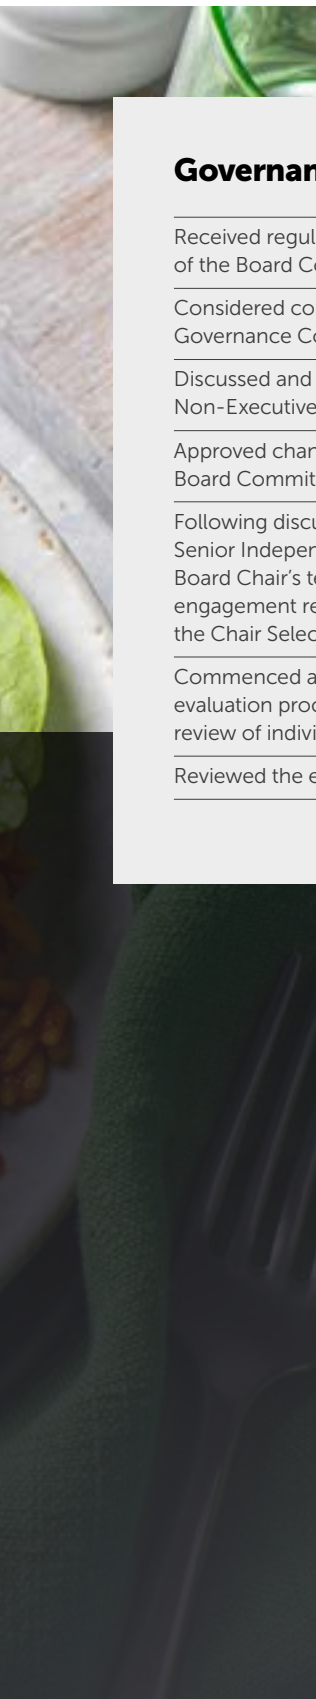 Governan
Received regul
of the Board Co
Considered co
Governance Co
Discussed and
Non-Executive
Approved chan
Board Commit
Following discu
Senior Indepen
Board Chair's te
engagement re
the Chair Selec
Commenced a
evaluation proc
review of indivi
Reviewed the e